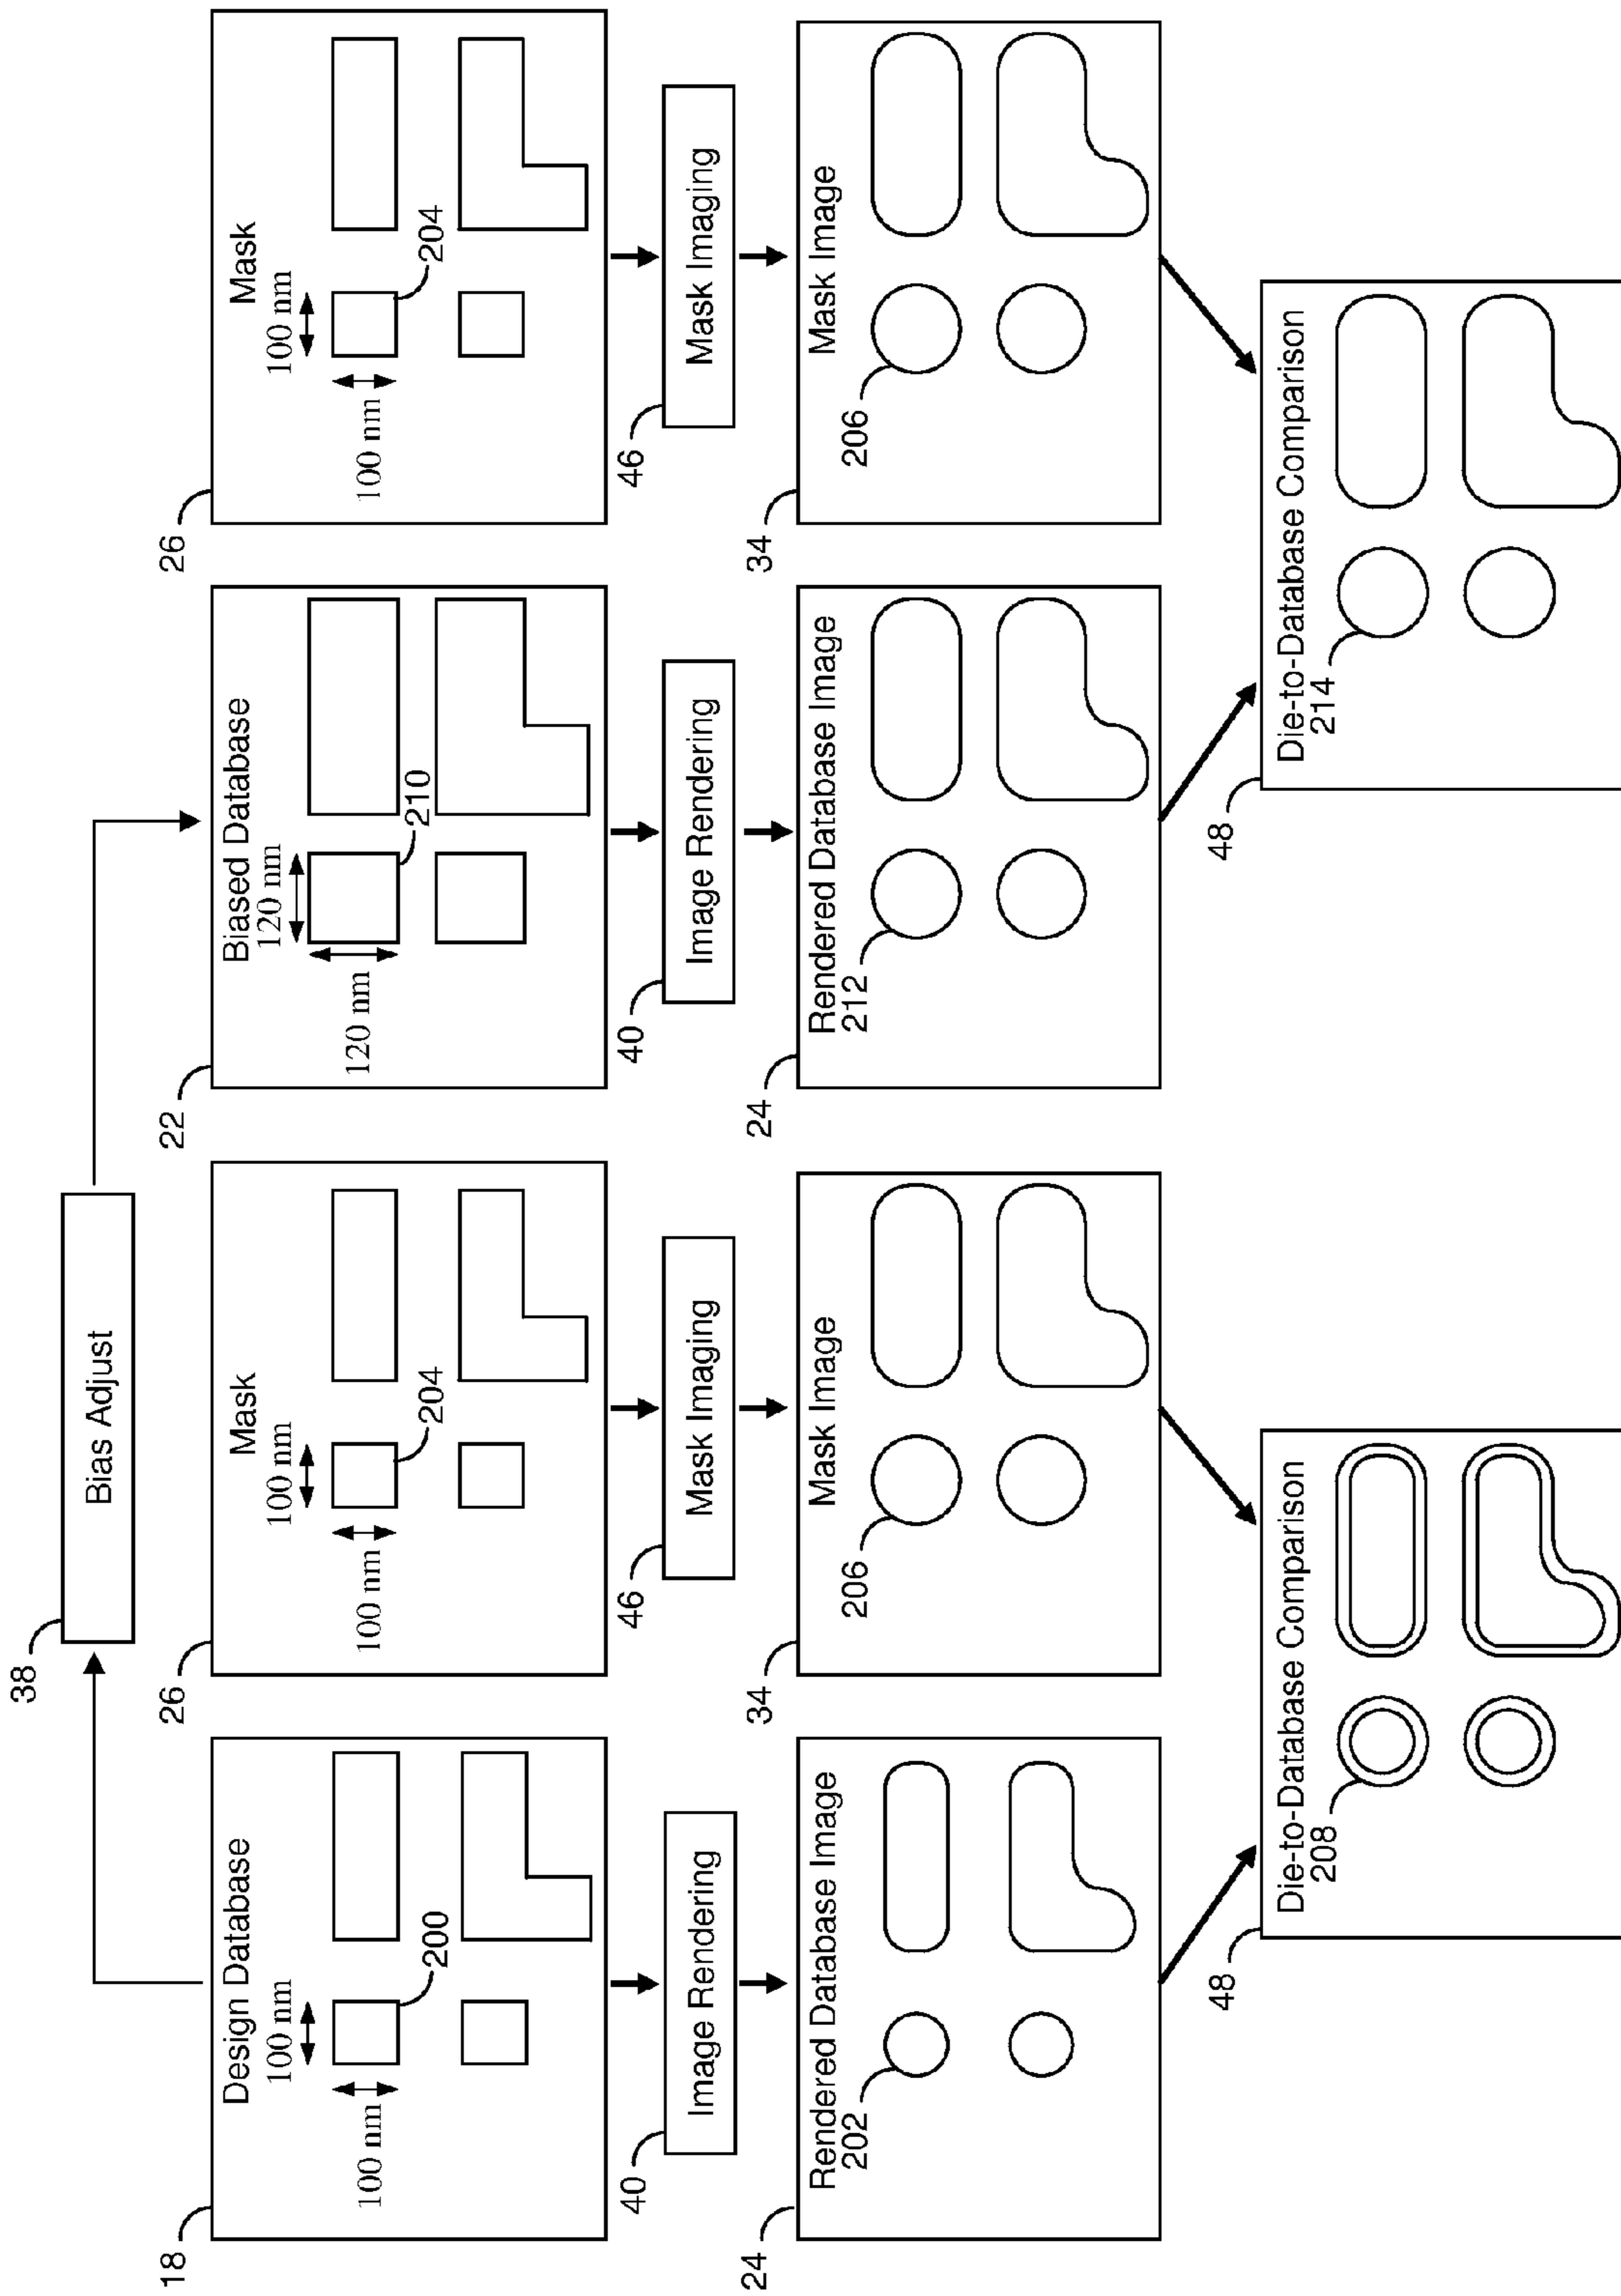 38
Bias Adjust
18
Design Database
100 nm
100 nm
200
26
Mask
100 nm
100 nm
204
22
Biased Database
120 nm
120 nm
210
26
Mask
100 nm
100 nm
204
40
Image Rendering
46
Mask Imaging
40
Image Rendering
46
Mask Imaging
24
Rendered Database Image
202
34
Mask Image
206
24
Rendered Database Image
212
34
Mask Image
206
48
Die-to-Database Comparison
208
48
Die-to-Database Comparison
214